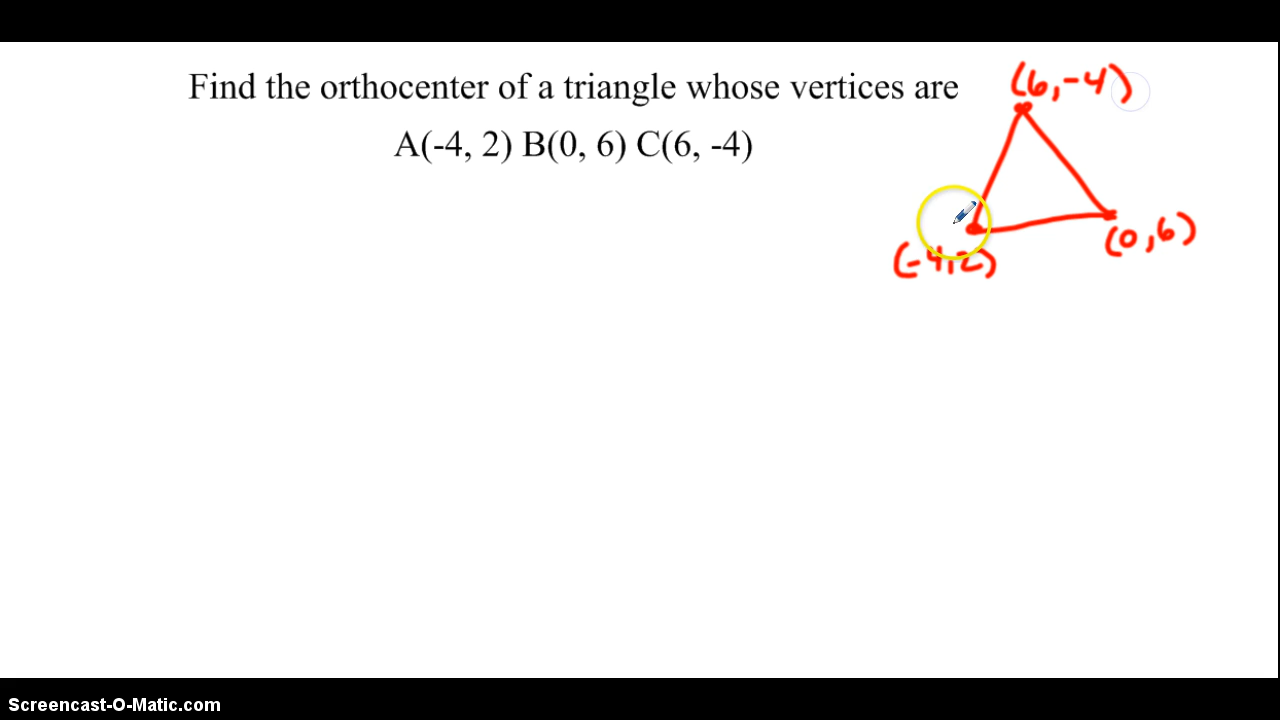 Find the orthocenter of a triangle whose vertices are
A(-4, 2) B(0, 6) C(6, -4)
(6,-4)
(0,6)
(-4,2)
Screencast-O-Matic.com